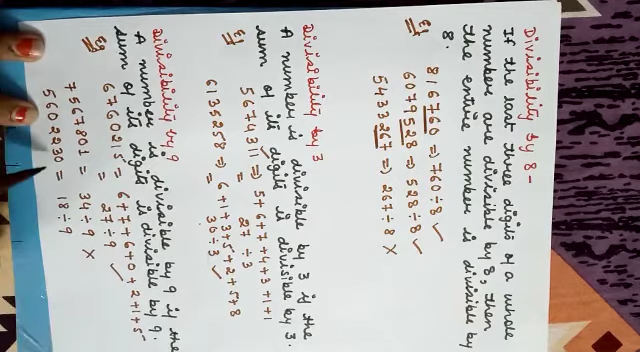 Divisibility by 8-
If the last three digits of a whole
number are divisible by 8, then
the entire number is divisible by
8.
Eg 816760 => 760÷8 ✓
6079528 => 528÷8 ✓
5433267 => 267÷8 ×
Divisibility by 3
A number is divisible by 3 if the
sum of its digits is divisible by 3.
Eg 5674311 => 5+6+7+4+3+1+1
= 27 ÷3
6135258 => 6+1+3+5+2+5+8
= 36÷3 ✓
Divisibility by 9
A number is divisible by 9 if the
sum of its digits is divisible by 9.
Eg 6760215 = 6+7+6+0+2+1+5-
= 27÷9 ✓
7567801 = 34÷9 ×
5602230 = 18÷9